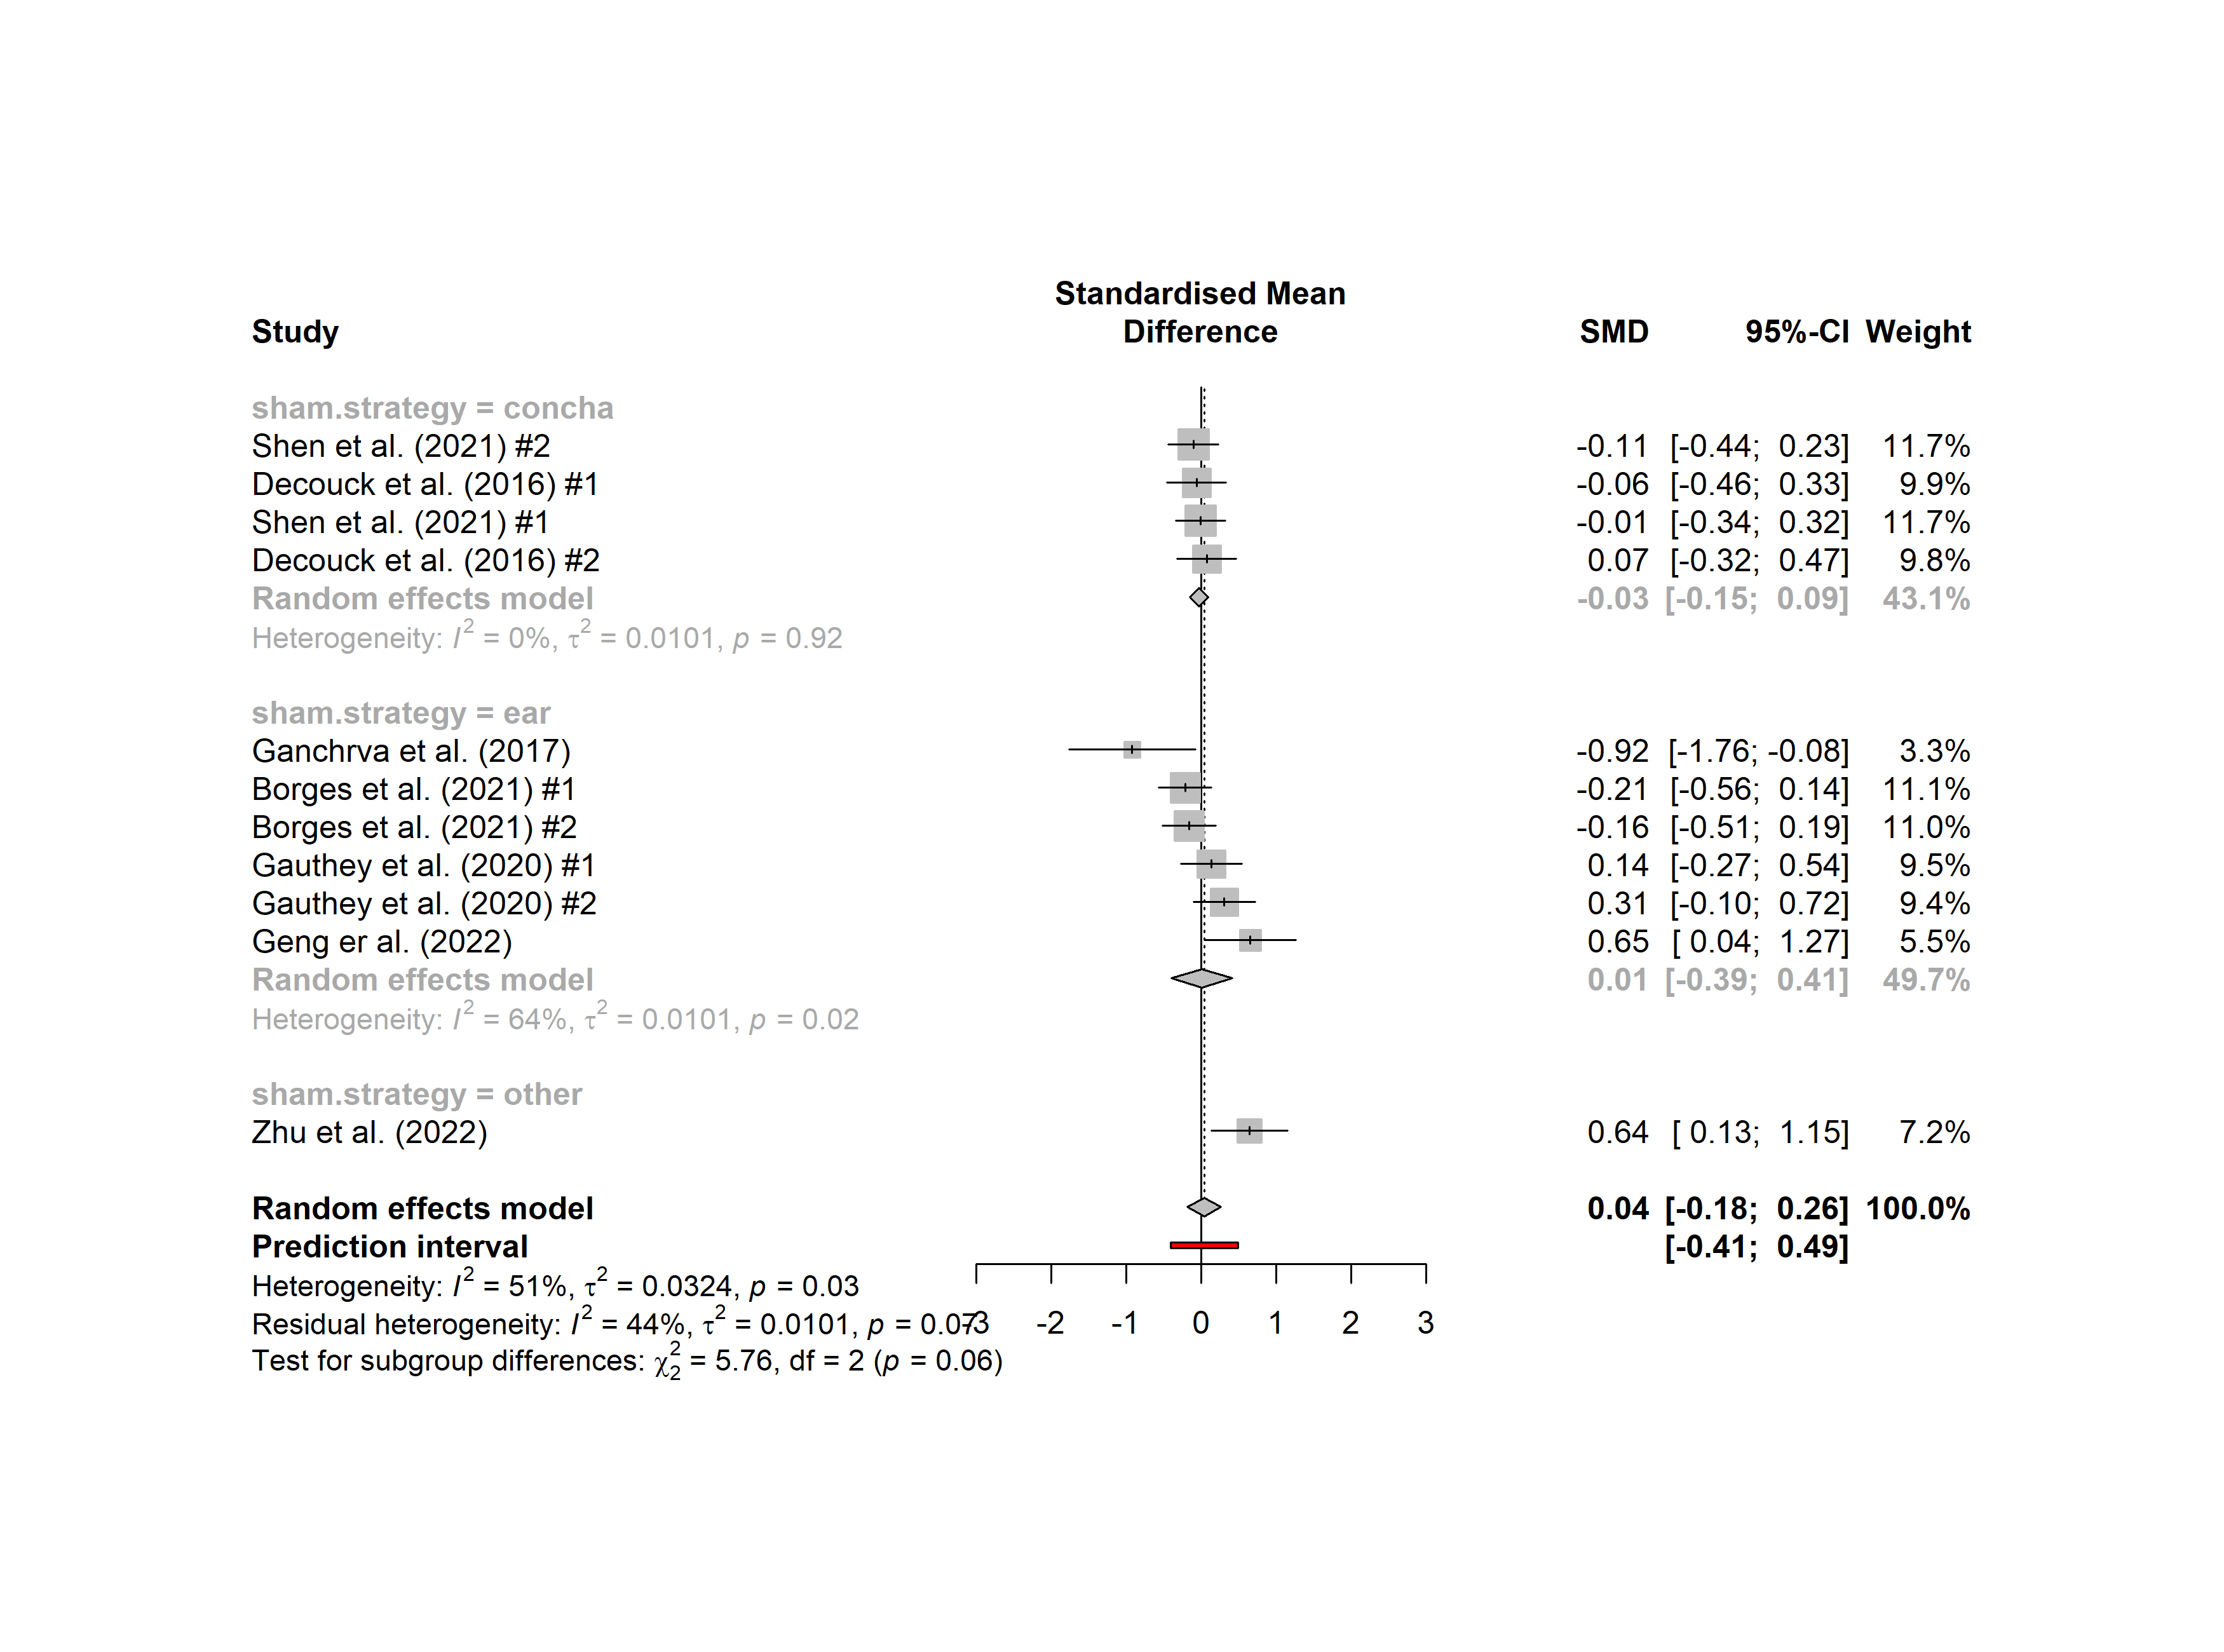 Standardised Mean
Study Difference SMD 95%-CI Weight
sham.strategy = concha
Shen et al. (2021) #2 -0.11 [-0.44; 0.23] 11.7%
Decouck et al. (2016) #1 -0.06 [-0.46; 0.33] 9.9%
Shen et al. (2021) #1 -0.01 [-0.34; 0.32] 11.7%
Decouck et al. (2016) #2 0.07 [-0.32; 0.47] 9.8%
Random effects model -0.03 [-0.15; 0.09] 43.1%
Heterogeneity: I² = 0%, τ² = 0.0101, p = 0.92
sham.strategy = ear
Ganchrva et al. (2017) -0.92 [-1.76; -0.08] 3.3%
Borges et al. (2021) #1 -0.21 [-0.56; 0.14] 11.1%
Borges et al. (2021) #2 -0.16 [-0.51; 0.19] 11.0%
Gauthey et al. (2020) #1 0.14 [-0.27; 0.54] 9.5%
Gauthey et al. (2020) #2 0.31 [-0.10; 0.72] 9.4%
Geng er al. (2022) 0.65 [ 0.04; 1.27] 5.5%
Random effects model 0.01 [-0.39; 0.41] 49.7%
Heterogeneity: I² = 64%, τ² = 0.0101, p = 0.02
sham.strategy = other
Zhu et al. (2022) 0.64 [ 0.13; 1.15] 7.2%
Random effects model 0.04 [-0.18; 0.26] 100.0%
Prediction interval [-0.41; 0.49]
Heterogeneity: I² = 51%, τ² = 0.0324, p = 0.03
Residual heterogeneity: I² = 44%, τ² = 0.0101, p = 0.07 -3 -2 -1 0 1 2 3
Test for subgroup differences: χ²₂ = 5.76, df = 2 (p = 0.06)